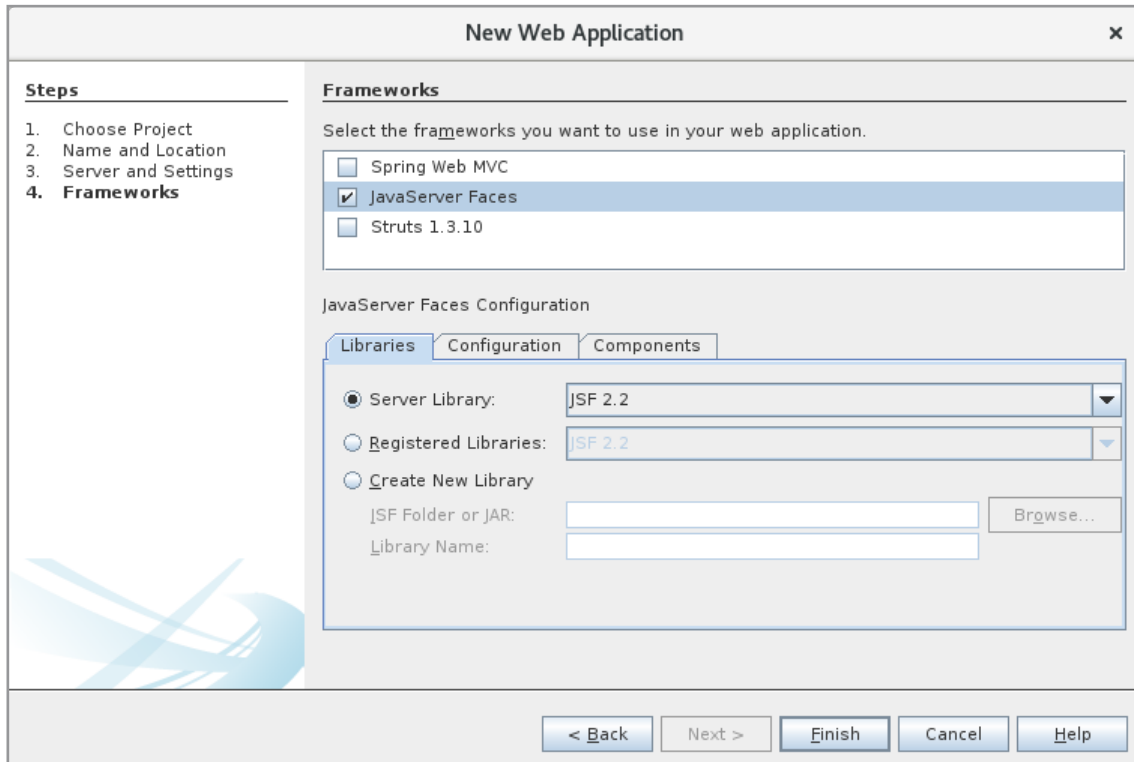 New Web Application
Steps
1. Choose Project
2. Name and Location
3. Server and Settings
4. Frameworks
Frameworks
Select the frameworks you want to use in your web application.
Spring Web MVC
JavaServer Faces
Struts 1.3.10
JavaServer Faces Configuration
Libraries Configuration Components
Server Library: JSF 2.2
Registered Libraries: JSF 2.2
Create New Library
JSF Folder or JAR: Browse...
Library Name:
< Back Next > Finish Cancel Help